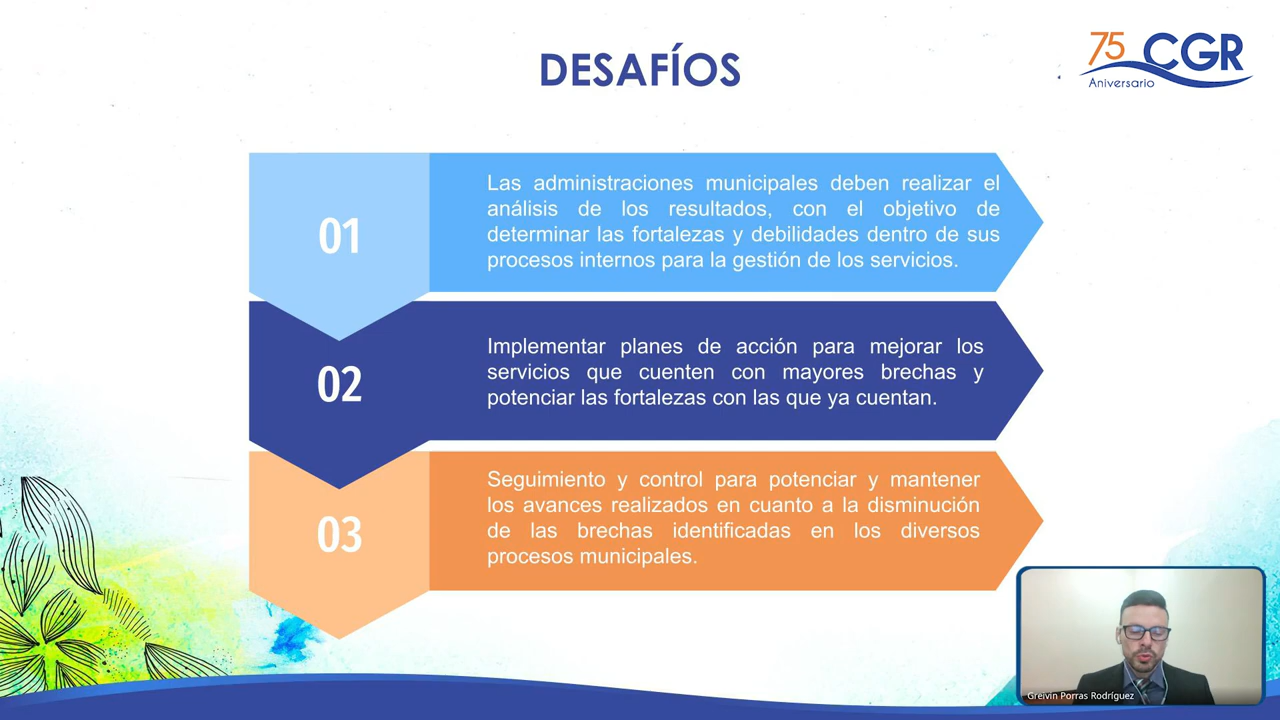 DESAFÍOS
75 CGR
Aniversario
01
Las administraciones municipales deben realizar el
análisis de los resultados, con el objetivo de
determinar las fortalezas y debilidades dentro de sus
procesos internos para la gestión de los servicios.
02
Implementar planes de acción para mejorar los
servicios que cuenten con mayores brechas y
potenciar las fortalezas con las que ya cuentan.
03
Seguimiento y control para potenciar y mantener
los avances realizados en cuanto a la disminución
de las brechas identificadas en los diversos
procesos municipales.
Greivin Porras Rodríguez